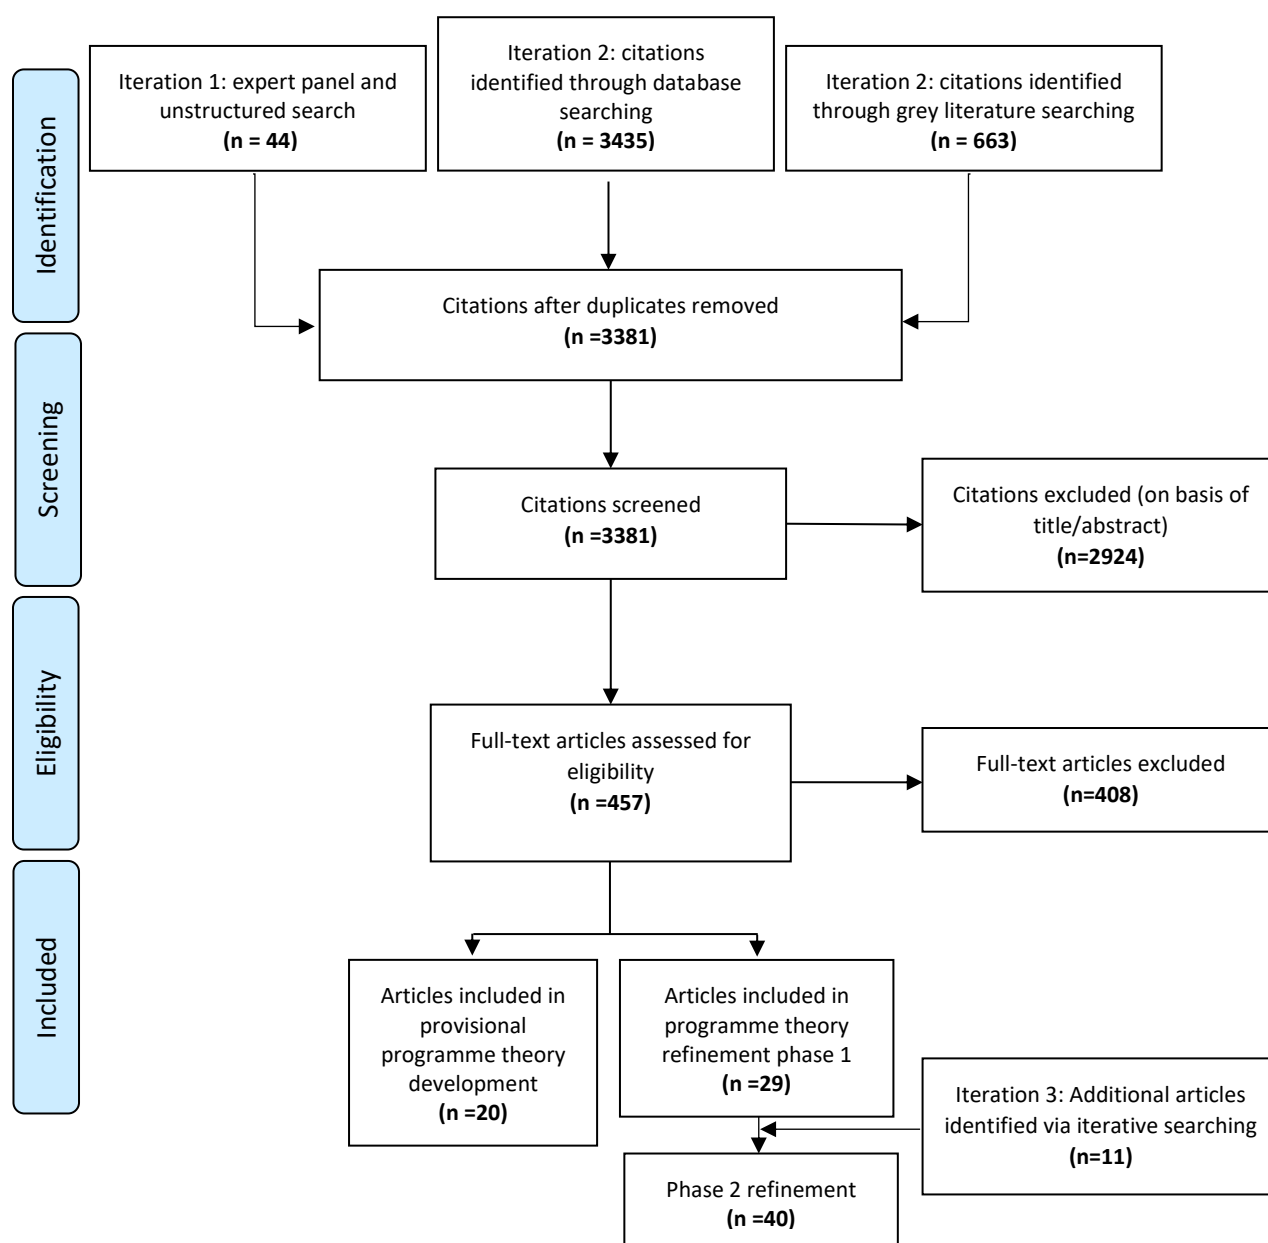 Iteration 1: expert panel and
unstructured search
(n = 44)
Iteration 2: citations
identified through database
searching
(n = 3435)
Iteration 2: citations identified
through grey literature searching
(n = 663)
Identification
Citations after duplicates removed
(n =3381)
Screening
Citations screened
(n =3381)
Citations excluded (on basis of
title/abstract)
(n=2924)
Eligibility
Full-text articles assessed for
eligibility
(n =457)
Full-text articles excluded
(n=408)
Included
Articles included in
provisional
programme theory
development
(n =20)
Articles included in
programme theory
refinement phase 1
(n =29)
Iteration 3: Additional articles
identified via iterative searching
(n=11)
Phase 2 refinement
(n =40)